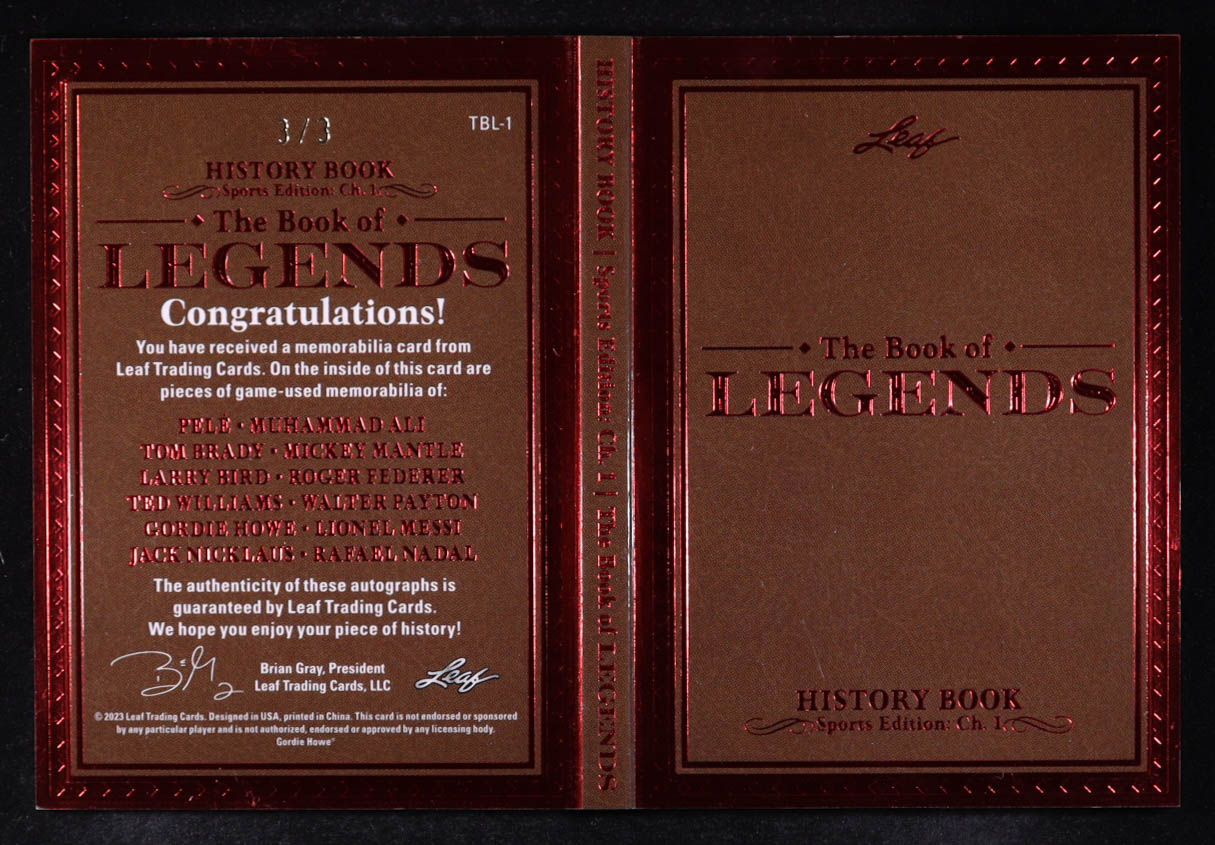 3/3
TBL-1
HISTORY BOOK
Sports Edition: Ch. 1
The Book of
LEGENDS
Congratulations!
You have received a memorabilia card from
Leaf Trading Cards. On the inside of this card are
pieces of game-used memorabilia of:
PELÉ • MUHAMMAD ALI
TOM BRADY • MICKEY MANTLE
LARRY BIRD • ROGER FEDERER
TED WILLIAMS • WALTER PAYTON
GORDIE HOWE • LIONEL MESSI
JACK NICKLAUS • RAFAEL NADAL
The authenticity of these autographs is
guaranteed by Leaf Trading Cards.
We hope you enjoy your piece of history!
Brian Gray, President
Leaf Trading Cards, LLC
Leaf
© 2023 Leaf Trading Cards. Designed in USA, printed in China. This card is not endorsed or sponsored
by any particular player and is not authorized, endorsed or approved by any licensing body.
Gordie Howe®
HISTORY BOOK | Sports Edition: Ch. 1 | The Book of LEGENDS
Leaf
The Book of
LEGENDS
HISTORY BOOK
Sports Edition: Ch. 1